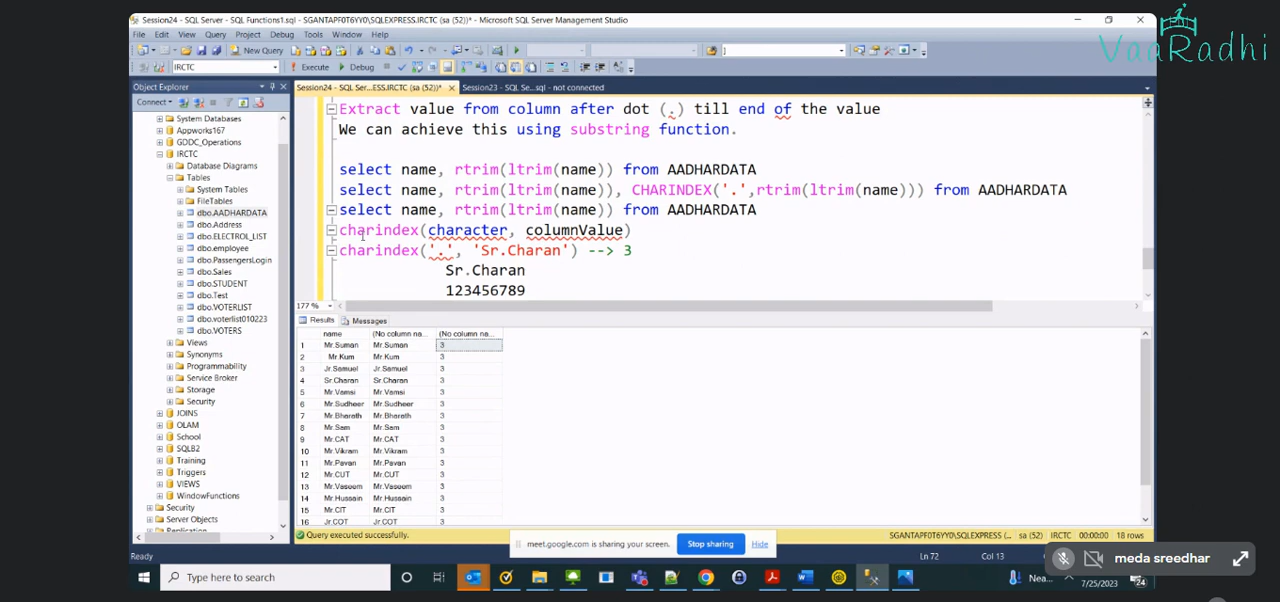 Session24 - SQL Server - SQL Functions1.sql - SGANTAPF0T6YY0\SQLEXPRESS.IRCTC (sa (52))* - Microsoft SQL Server Management Studio
VaaRadhi
File Edit View Query Project Debug Tools Window Help
New Query
IRCTC Execute Debug
Object Explorer
Session24 - SQL Ser...ESS.IRCTC (sa (52))* Session23 - SQL Se...sql - not connected
Connect
System Databases
Appworks167
GDDC_Operations
IRCTC
Database Diagrams
Tables
System Tables
FileTables
dbo.AADHARDATA
dbo.Address
dbo.ELECTROL_LIST
dbo.employee
dbo.PassengersLogin
dbo.Sales
dbo.STUDENT
dbo.Test
dbo.VOTERLIST
dbo.voterlist010223
dbo.VOTERS
Views
Synonyms
Programmability
Service Broker
Storage
Security
JOINS
OLAM
School
SQLB2
Training
Triggers
VIEWS
WindowFunctions
Security
Server Objects
Replication
Extract value from column after dot (.) till end of the value
We can achieve this using substring function.
select name, rtrim(ltrim(name)) from AADHARDATA
select name, rtrim(ltrim(name)), CHARINDEX('.',rtrim(ltrim(name))) from AADHARDATA
select name, rtrim(ltrim(name)) from AADHARDATA
charindex(character, columnValue)
charindex('.', 'Sr.Charan') --> 3
Sr.Charan
123456789
177 %
Results Messages
name (No column na... (No column na...
1 Mr.Suman Mr.Suman 3
2 Mr.Kum Mr.Kum 3
3 Jr.Samuel Jr.Samuel 3
4 Sr.Charan Sr.Charan 3
5 Mr.Vamsi Mr.Vamsi 3
6 Mr.Sudheer Mr.Sudheer 3
7 Mr.Bharath Mr.Bharath 3
8 Mr.Sam Mr.Sam 3
9 Mr.CAT Mr.CAT 3
10 Mr.Vikram Mr.Vikram 3
11 Mr.Pavan Mr.Pavan 3
12 Mr.CUT Mr.CUT 3
13 Mr.Vaseem Mr.Vaseem 3
14 Mr.Hussain Mr.Hussain 3
15 Mr.CIT Mr.CIT 3
16 Jr.COT Jr.COT 3
Query executed successfully. SGANTAPF0T6YY0\SQLEXPRESS (... sa (52) IRCTC 00:00:00 18 rows
meet.google.com is sharing your screen. Stop sharing Hide
Ready Ln 72 Col 13
meda sreedhar
Type here to search
Nea...
7/25/2023 24